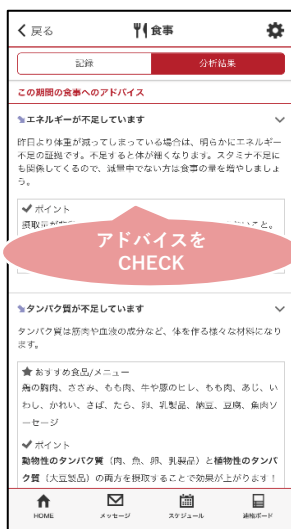 戻る
食事
記録
分析結果
この期間の食事へのアドバイス
エネルギーが不足しています
昨日より体重が減ってしまっている場合は、明らかにエネルギー
不足の証拠です。不足すると体が細くなります。スタミナ不足に
も関係してくるので、減量中でない方は食事の量を増やしましょ
う。
ポイント
こと。
アドバイスを
CHECK
タンパク質が不足しています
タンパク質は筋肉や血液の成分など、体を作る様々な材料になり
ます。
おすすめ食品/メニュー
鶏の胸肉、ささみ、もも肉、牛や豚のヒレ、もも肉、あじ、い
わし、かれい、さば、たら、卵、乳製品、納豆、豆腐、魚肉ソ
ーセージ
ポイント
動物性のタンパク質（肉、魚、卵、乳製品）と植物性のタンパ
ク質（大豆製品）の両方を摂取することで効果が上がります！
HOME
メッセージ
スケジュール
連絡ボード